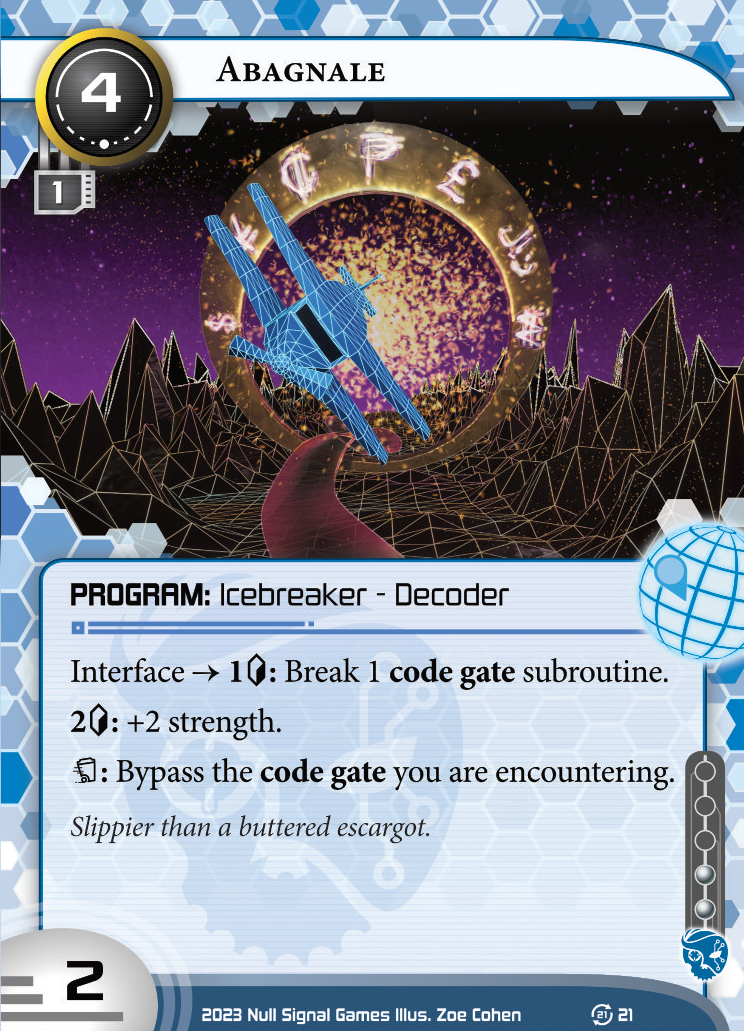 4
Abagnale
1
₵ ₱ £
$ ₩
PROGRAM: Icebreaker - Decoder
Interface → 1: Break 1 code gate subroutine.
2: +2 strength.
: Bypass the code gate you are encountering.
Slippier than a buttered escargot.
2
2023 Null Signal Games Illus. Zoe Cohen
21 21